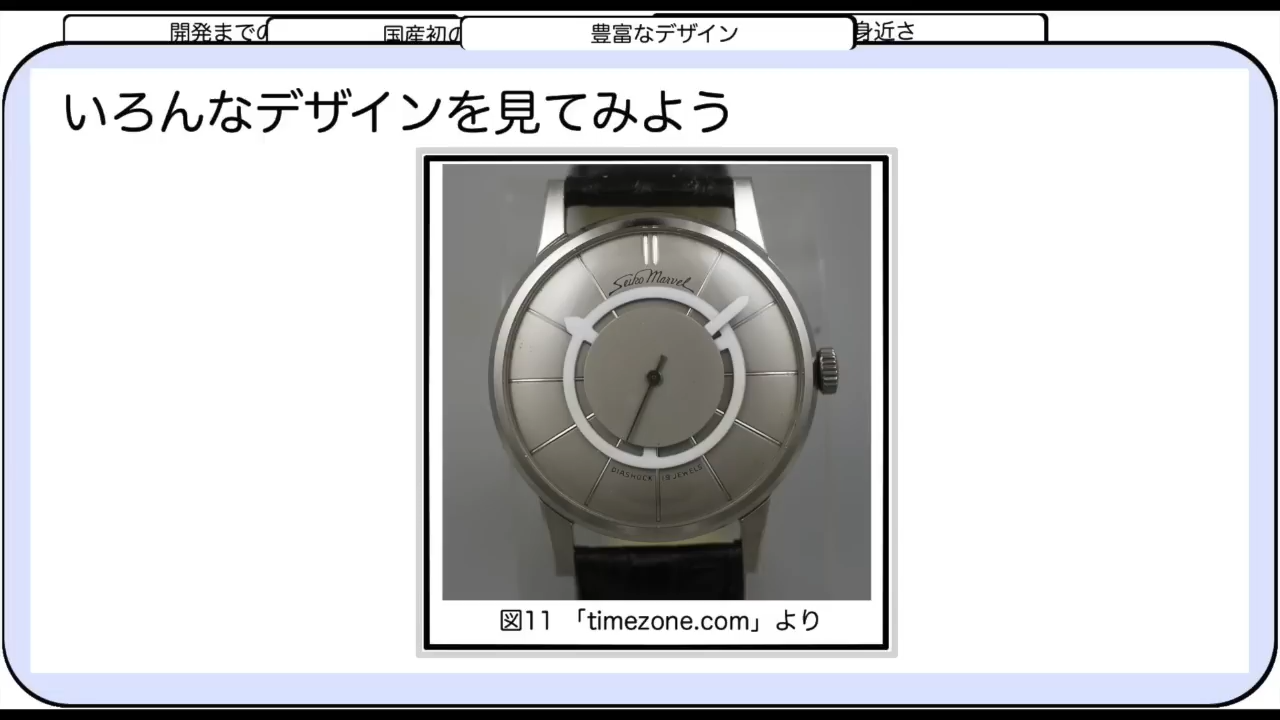 開発までの
国産初の
豊富なデザイン
身近さ
いろんなデザインを見てみよう
Seiko Marvel
DIASHOCK 19 JEWELS
図11 「timezone.com」より